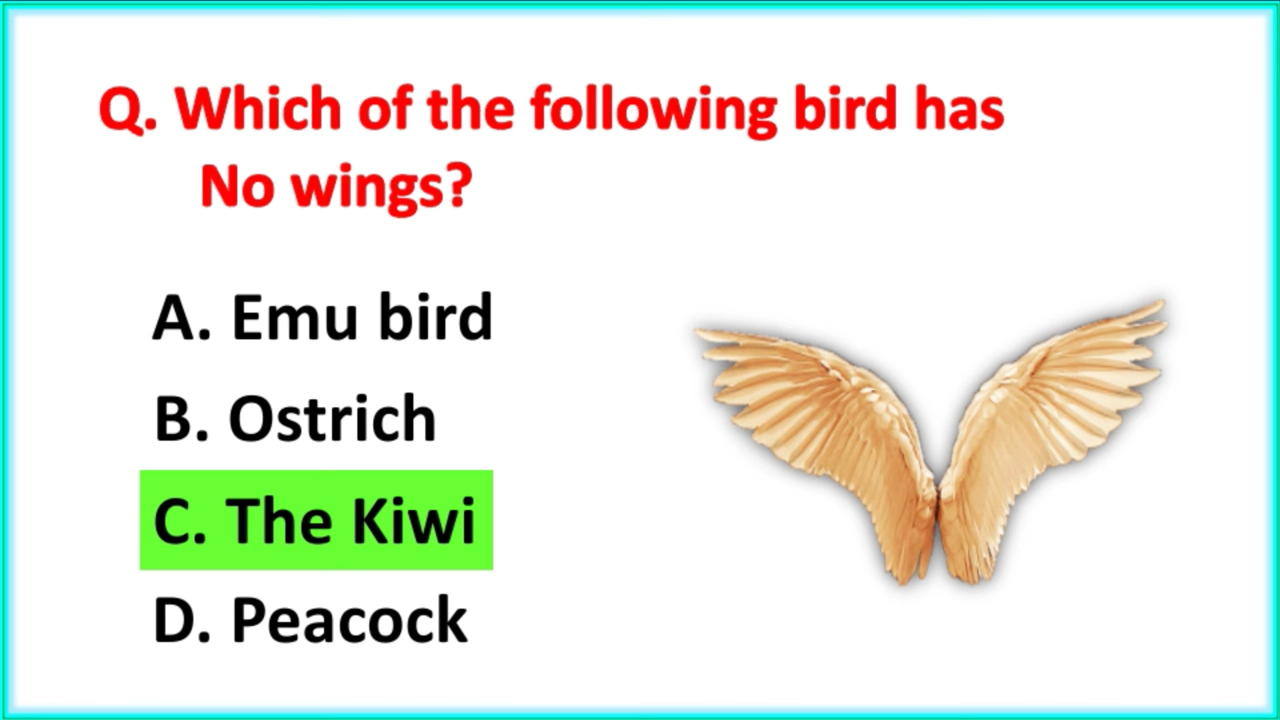 Q. Which of the following bird has
No wings?
A. Emu bird
B. Ostrich
C. The Kiwi
D. Peacock